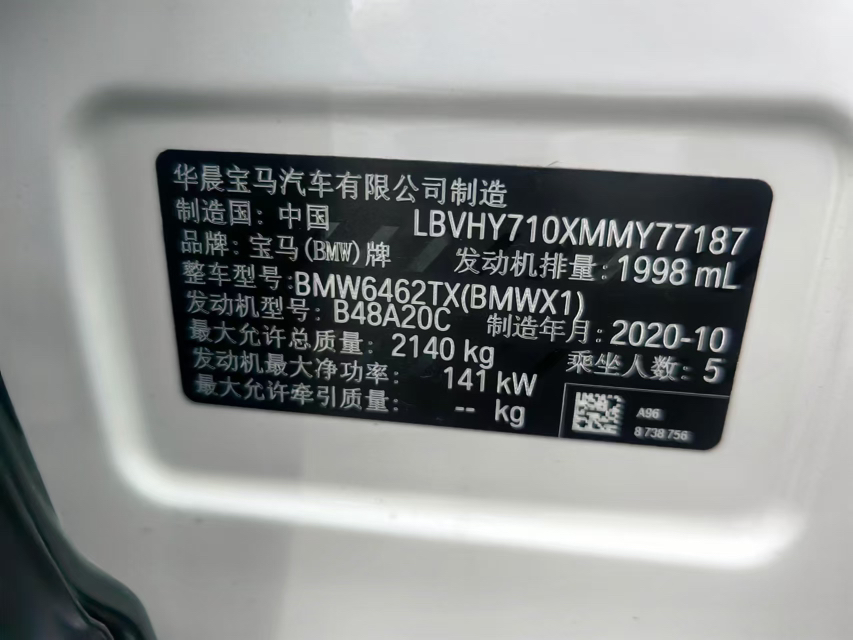 华晨宝马汽车有限公司制造
制造国：中国 LBVHY710XMMY77187
品牌：宝马(BMW)牌 发动机排量：1998 mL
整车型号：BMW6462TX(BMWX1)
发动机型号：B48A20C 制造年月：2020-10
最大允许总质量：2140 kg 乘坐人数：5
发动机最大净功率：141 kW
最大允许牵引质量：-- kg
A96
8 738 756